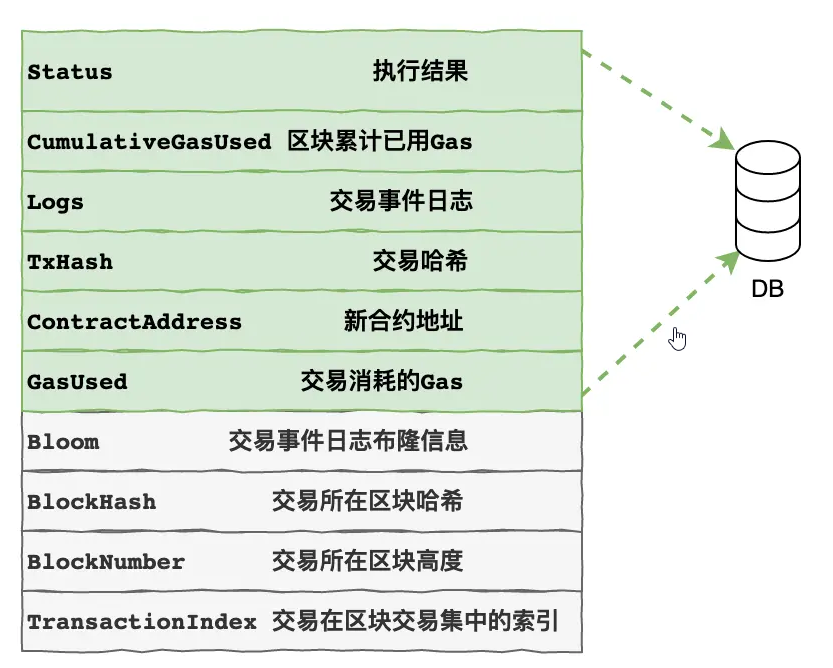 Status 执行结果
CumulativeGasUsed 区块累计已用Gas
Logs 交易事件日志
TxHash 交易哈希
ContractAddress 新合约地址
GasUsed 交易消耗的Gas
Bloom 交易事件日志布隆信息
BlockHash 交易所在区块哈希
BlockNumber 交易所在区块高度
TransactionIndex 交易在区块交易集中的索引
DB